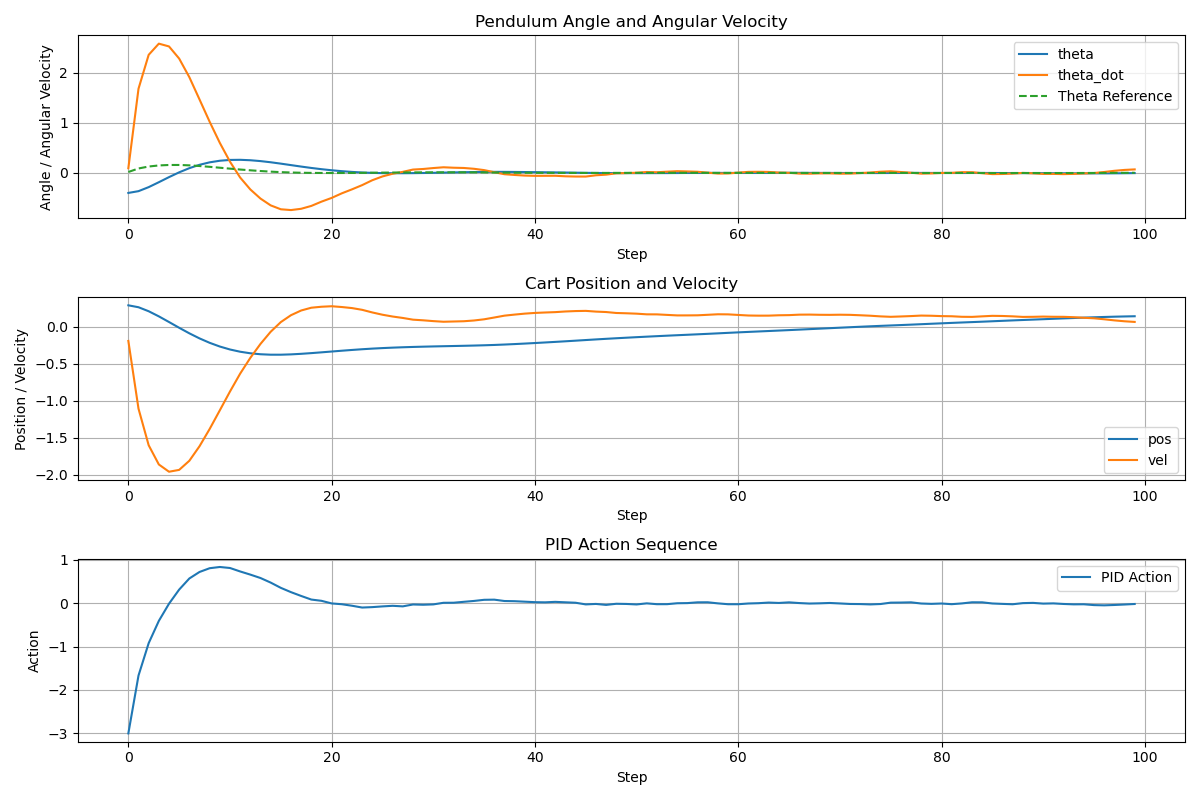 Pendulum Angle and Angular Velocity
Angle / Angular Velocity
2
1
0
theta
theta_dot
Theta Reference
0 20 40 60 80 100
Step
Cart Position and Velocity
Position / Velocity
0.0
−0.5
−1.0
−1.5
−2.0
pos
vel
0 20 40 60 80 100
Step
PID Action Sequence
Action
1
0
−1
−2
−3
PID Action
0 20 40 60 80 100
Step